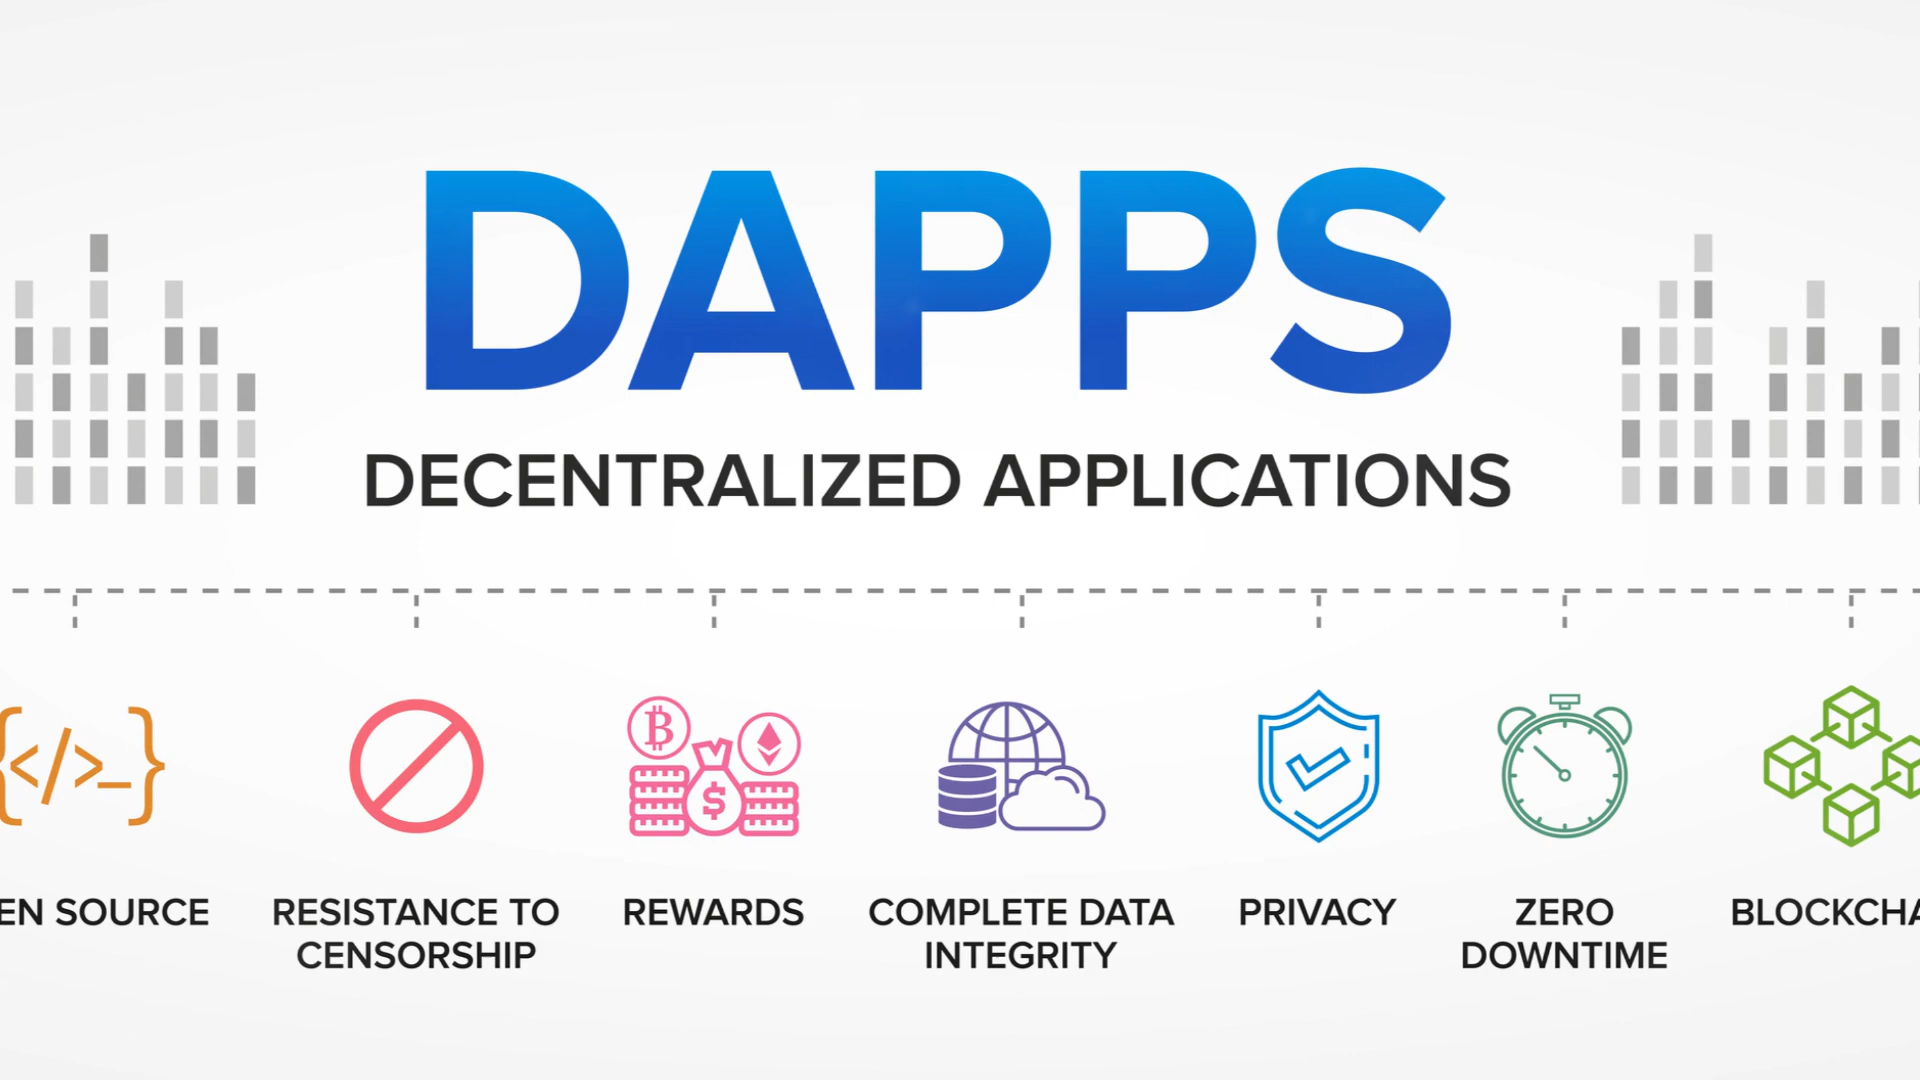 DAPPS
DECENTRALIZED APPLICATIONS
EN SOURCE
RESISTANCE TO
CENSORSHIP
REWARDS
COMPLETE DATA
INTEGRITY
PRIVACY
ZERO
DOWNTIME
BLOCKCHA